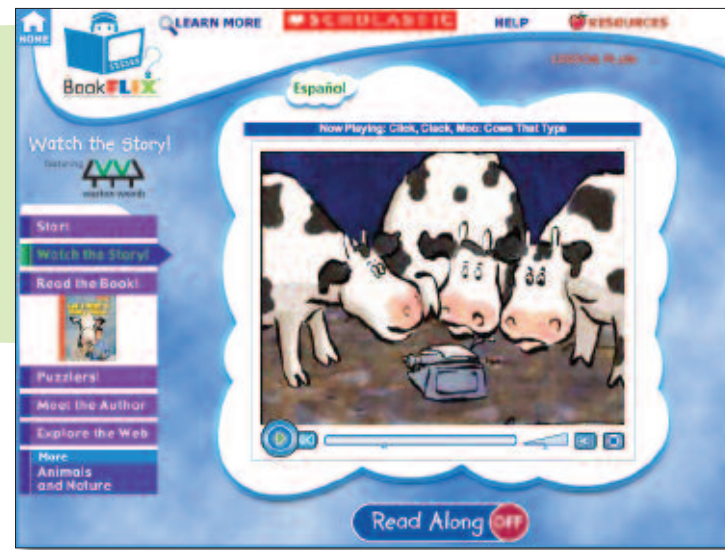 HOME
LEARN MORE
SCHOLASTIC
HELP
RESOURCES
BookFLIX
LESSON PLAN
Español
Now Playing: Click, Clack, Moo: Cows That Type
Watch the Story!
featuring
weston woods
Start
Watch the Story!
Read the Book!
Puzzlers!
Meet the Author
Explore the Web
More
Animals
and Nature
Read Along OFF